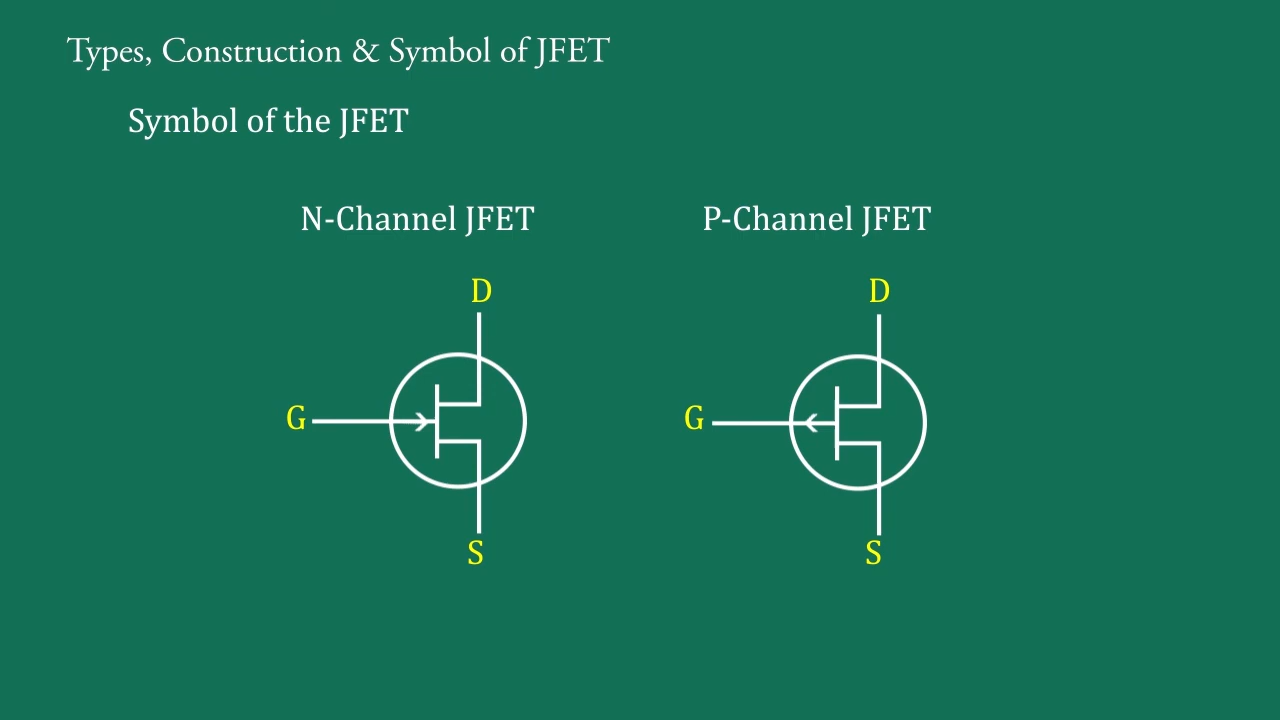 Types, Construction & Symbol of JFET
Symbol of the JFET
N-Channel JFET
P-Channel JFET
D
D
G
G
S
S